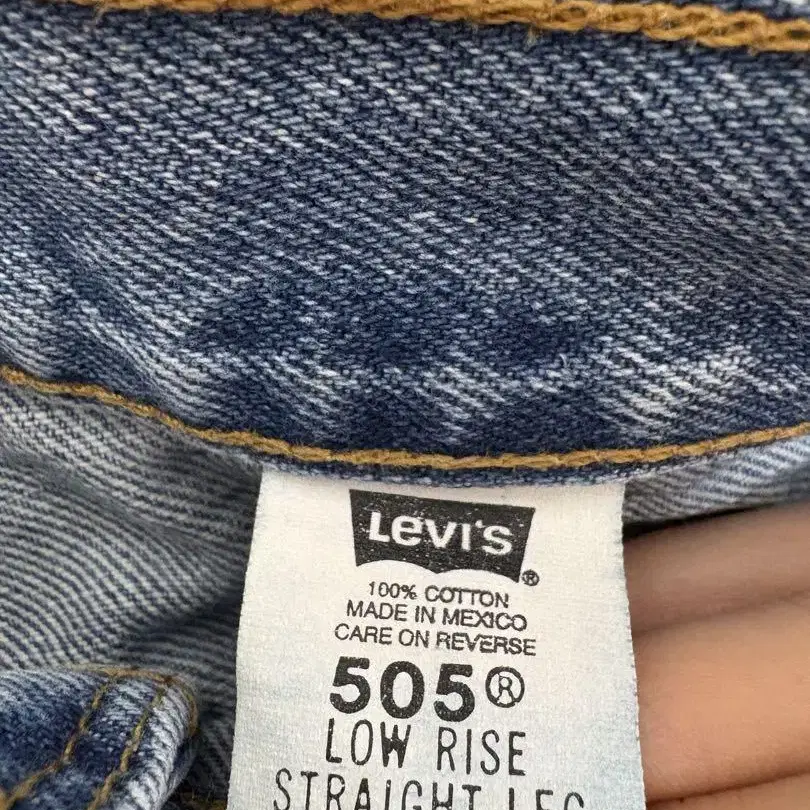 LEVI'S®
100% COTTON
MADE IN MEXICO
CARE ON REVERSE
505®
LOW RISE
STRAIGHT LEG